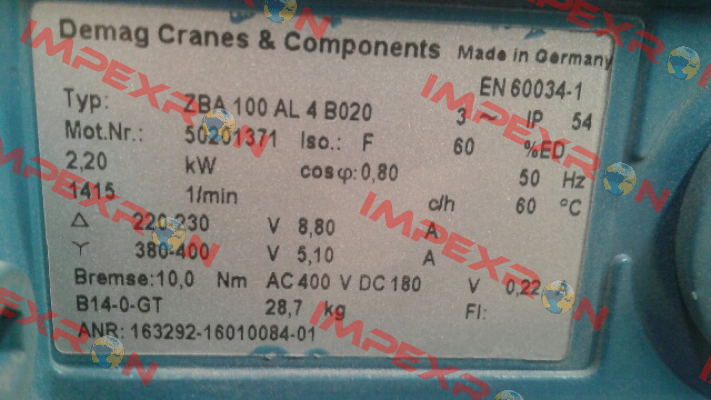 Demag Cranes & Components Made in Germany
EN 60034-1
Typ: ZBA 100 AL 4 B020 3 ~ IP 54
Mot.Nr.: 50201371 Iso.: F 60 %ED
2,20 kW cosφ:0,80 50 Hz
1415 1/min c/h 60 °C
△ 220-230 V 8,80 A
Y 380-400 V 5,10 A
Bremse:10,0 Nm AC 400 V DC 180 V 0,22 A
B14-0-GT 28,7 kg FI:
ANR: 163292-16010084-01
IMPEXRON
IMPEXRON
IMPEXRON
IMPEXRON
IMPEXRON
IMPEXRON